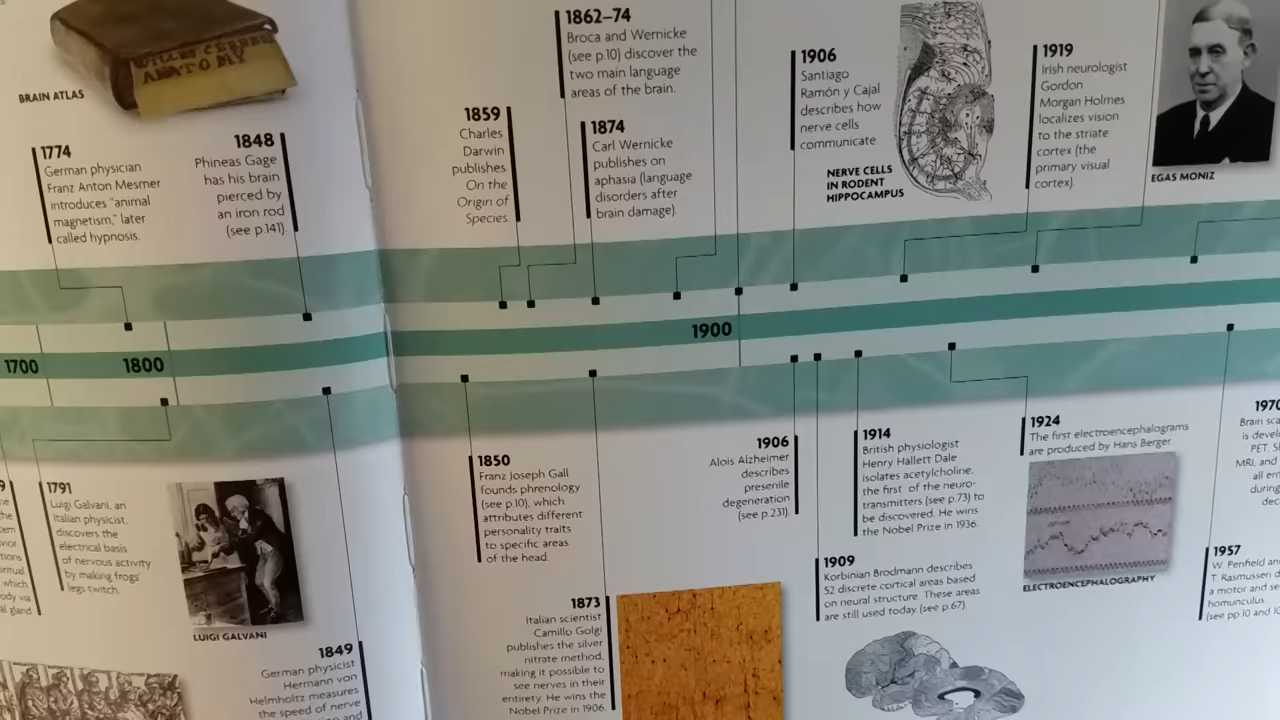 WILLIS CEREBRI
ANATOMY
BRAIN ATLAS
1774
German physician
Franz Anton Mesmer
introduces “animal
magnetism,” later
called hypnosis.
1848
Phineas Gage
has his brain
pierced by
an iron rod
(see p.141).
1859
Charles
Darwin
publishes
On the
Origin of
Species.
1862–74
Broca and Wernicke
(see p.10) discover the
two main language
areas of the brain.
1874
Carl Wernicke
publishes on
aphasia (language
disorders after
brain damage).
1906
Santiago
Ramón y Cajal
describes how
nerve cells
communicate
NERVE CELLS
IN RODENT
HIPPOCAMPUS
1919
Irish neurologist
Gordon
Morgan Holmes
localizes vision
to the striate
cortex (the
primary visual
cortex).
EGAS MONIZ
1700
1800
1900
1791
Luigi Galvani, an
Italian physicist,
discovers the
electrical basis
of nervous activity
by making frogs’
legs twitch.
LUIGI GALVANI
1849
German physicist
Hermann von
Helmholtz measures
the speed of nerve
and
1850
Franz Joseph Gall
founds phrenology
(see p.10), which
attributes different
personality traits
to specific areas
of the head.
1873
Italian scientist
Camillo Golgi
publishes the silver
nitrate method,
making it possible to
see nerves in their
entirety. He wins the
Nobel Prize in 1906.
1906
Alois Alzheimer
describes
presenile
degeneration
(see p.231).
1909
Korbinian Brodmann describes
52 discrete cortical areas based
on neural structure. These areas
are still used today (see p.67).
1914
British physiologist
Henry Hallett Dale
isolates acetylcholine,
the first of the neuro-
transmitters (see p.73) to
be discovered. He wins
the Nobel Prize in 1936.
1924
The first electroencephalograms
are produced by Hans Berger.
ELECTROENCEPHALOGRAPHY
1957
W. Penfield and
T. Rasmussen
a motor and
homunculus
(see pp.10 and
1970
Brain
is
PET,
MRI, and
all
during